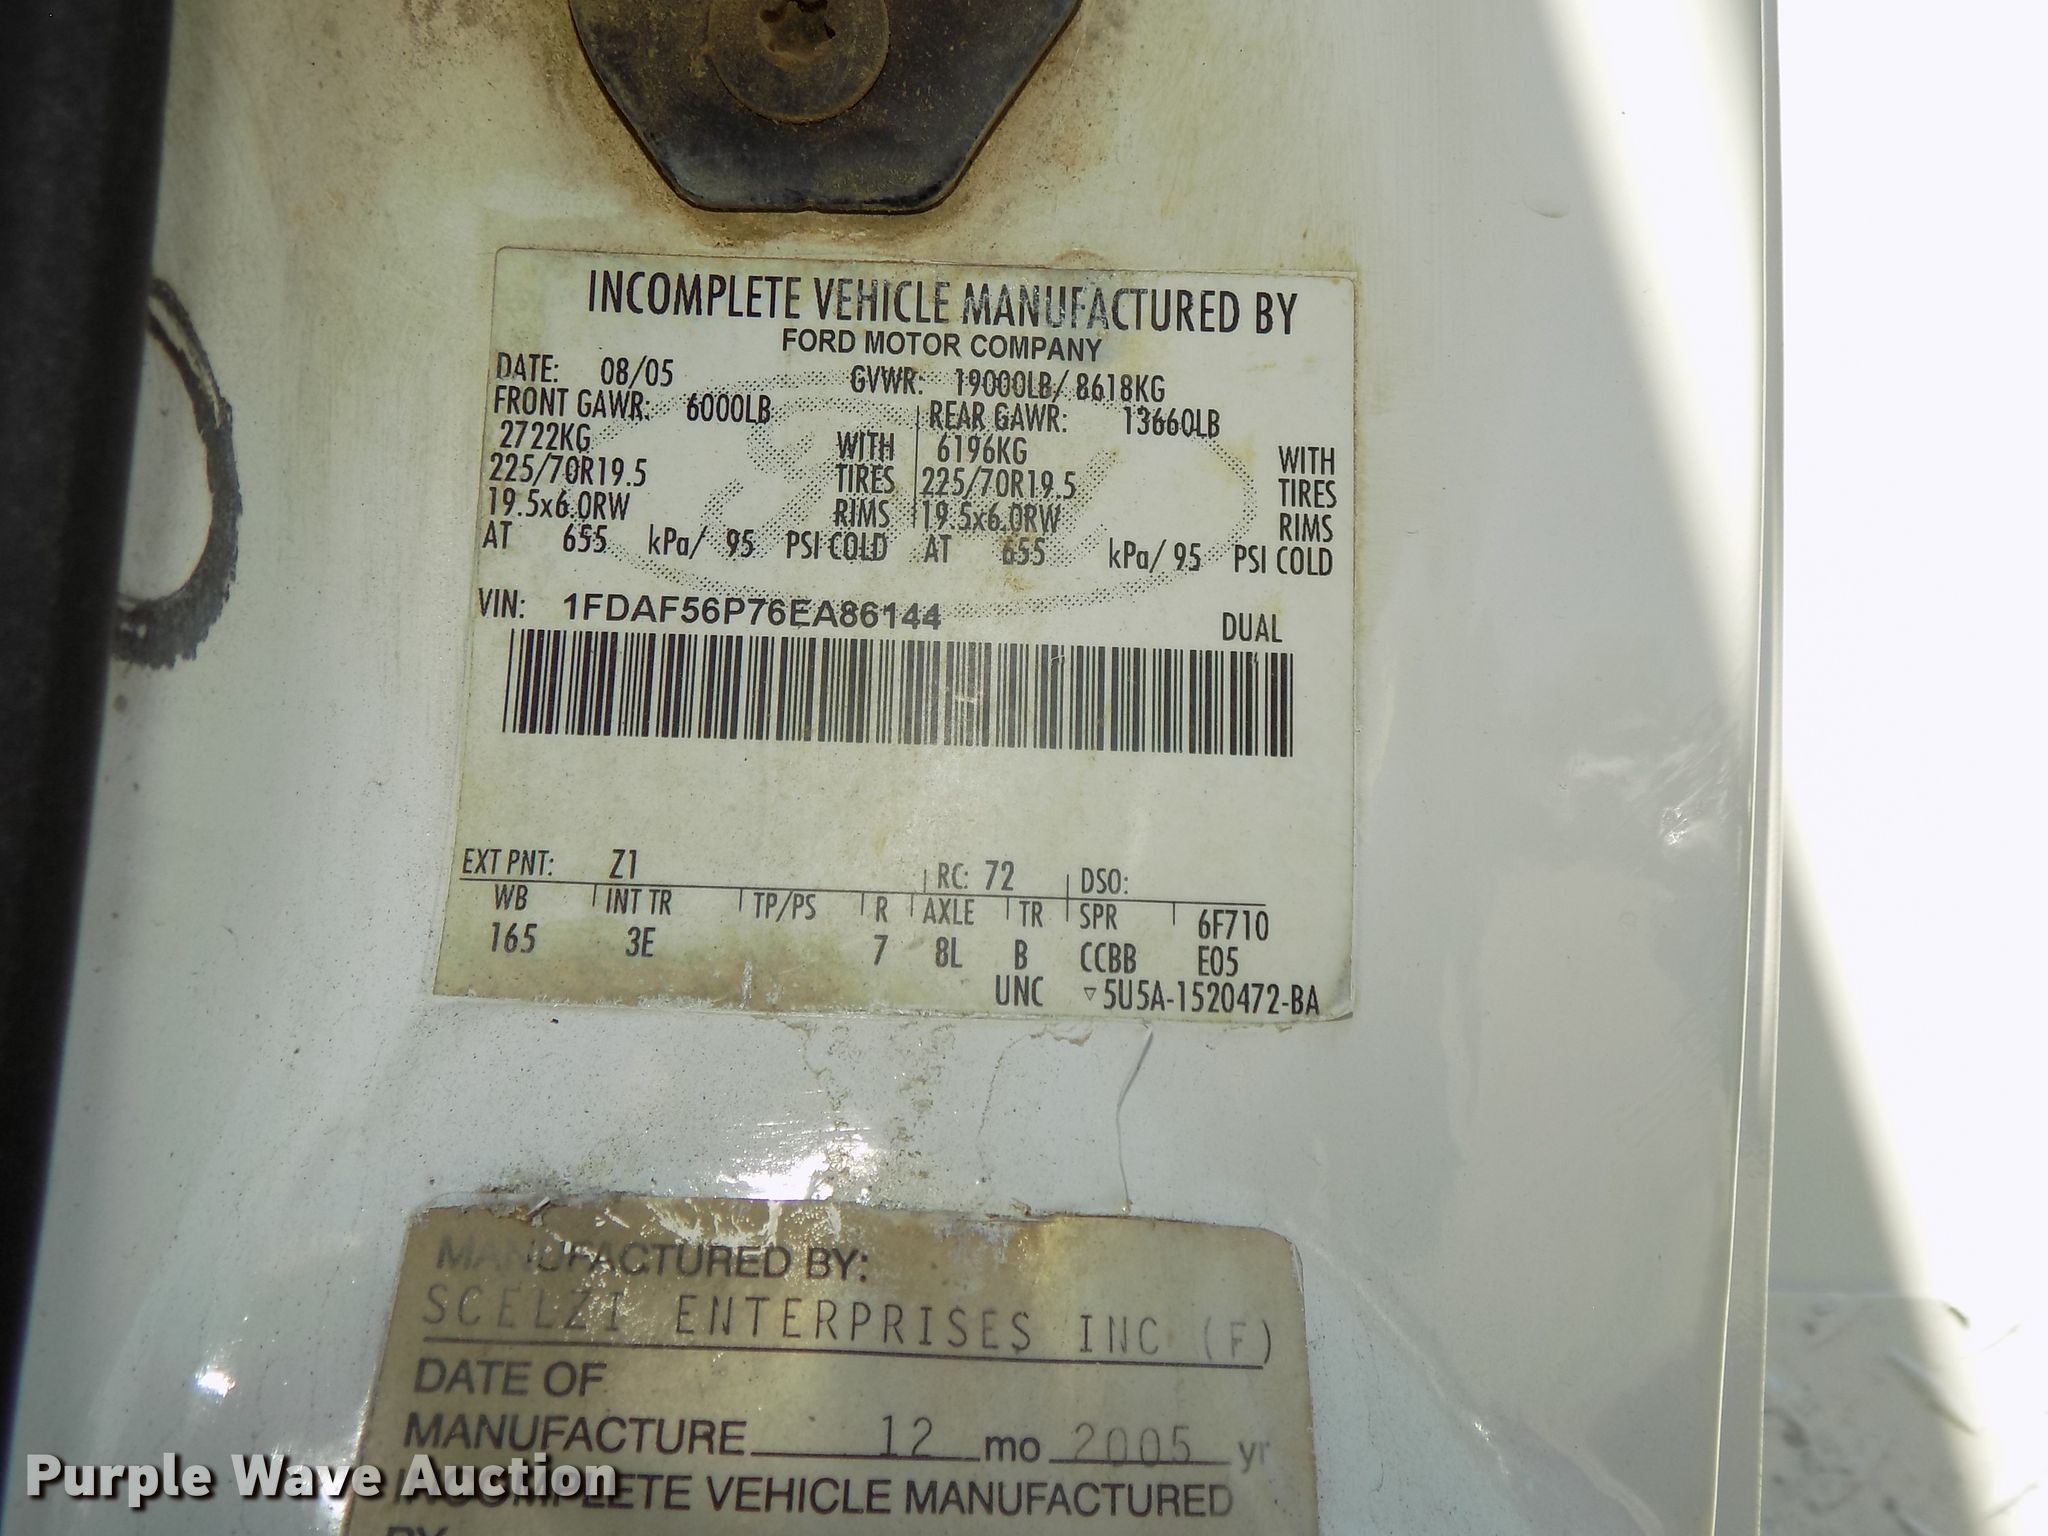 INCOMPLETE VEHICLE MANUFACTURED BY
FORD MOTOR COMPANY
DATE: 08/05 GVWR: 19000LB/ 8618KG
FRONT GAWR: 6000LB REAR GAWR: 13660LB
2722KG WITH 6196KG WITH
225/70R19.5 TIRES 225/70R19.5 TIRES
19.5x6.0RW RIMS 19.5x6.0RW RIMS
AT 655 kPa/ 95 PSI COLD AT 655 kPa/ 95 PSI COLD
VIN: 1FDAF56P76EA86144 DUAL
EXT PNT: Z1 RC: 72 DSO:
WB INT TR TP/PS R AXLE TR SPR 6F710
165 3E 7 8L B CCBB E05
UNC ▽5U5A-1520472-BA
MANUFACTURED BY:
SCELZI ENTERPRISES INC (F)
DATE OF
MANUFACTURE 12 mo 2005 yr
INCOMPLETE VEHICLE MANUFACTURED
BY
Purple Wave Auction